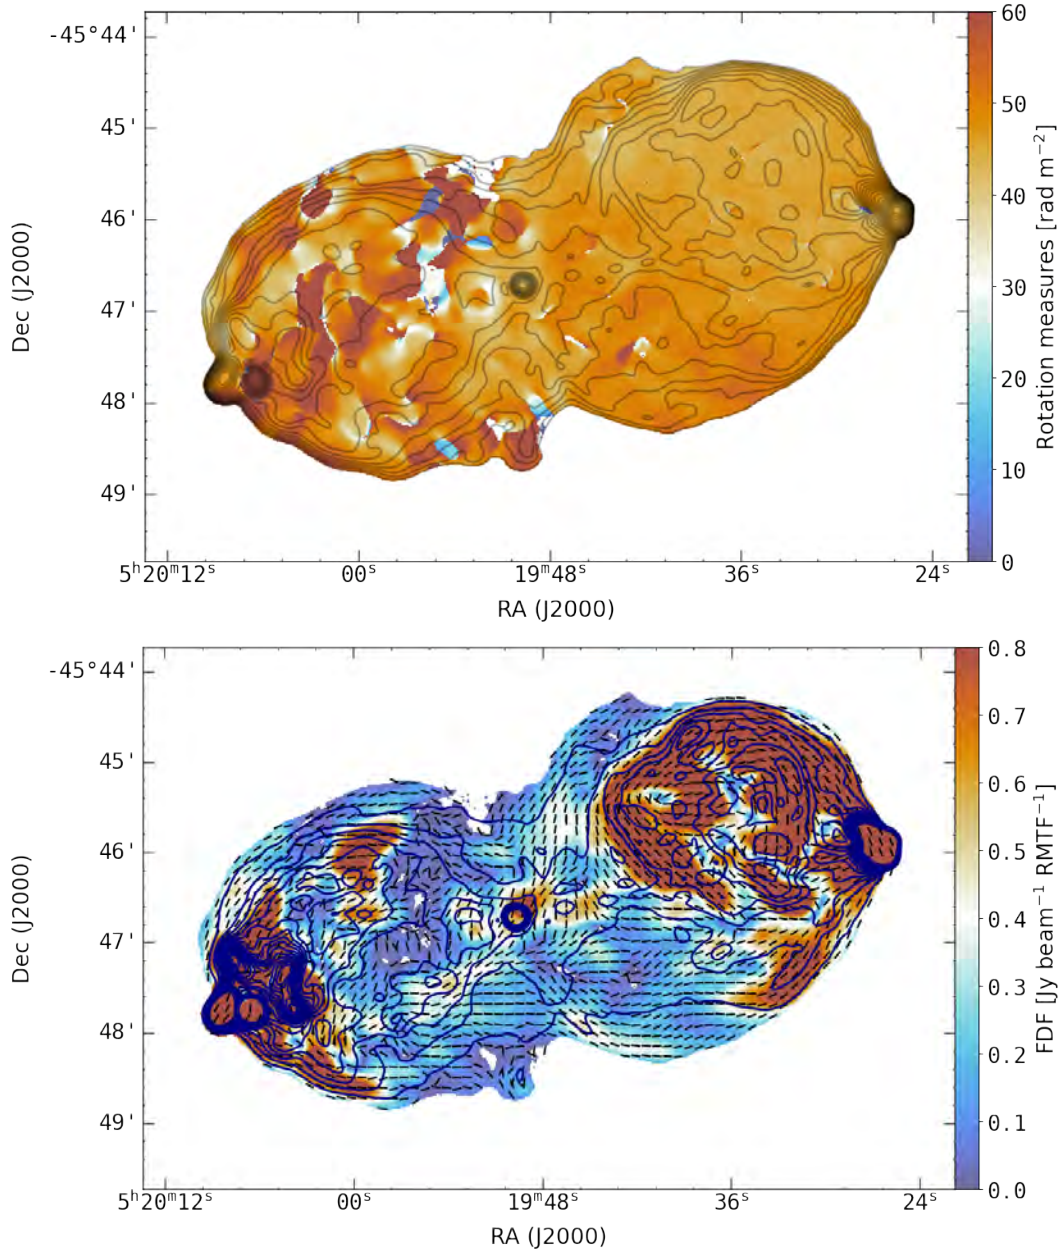 -45°44'
45'
46'
47'
48'
49'
Dec (J2000)
5ʰ20ᵐ12ˢ
00ˢ
19ᵐ48ˢ
36ˢ
24ˢ
RA (J2000)
60
50
40
30
20
10
0
Rotation measures [rad m⁻²]
-45°44'
45'
46'
47'
48'
49'
Dec (J2000)
5ʰ20ᵐ12ˢ
00ˢ
19ᵐ48ˢ
36ˢ
24ˢ
RA (J2000)
0.8
0.7
0.6
0.5
0.4
0.3
0.2
0.1
0.0
FDF [Jy beam⁻¹ RMTF⁻¹]